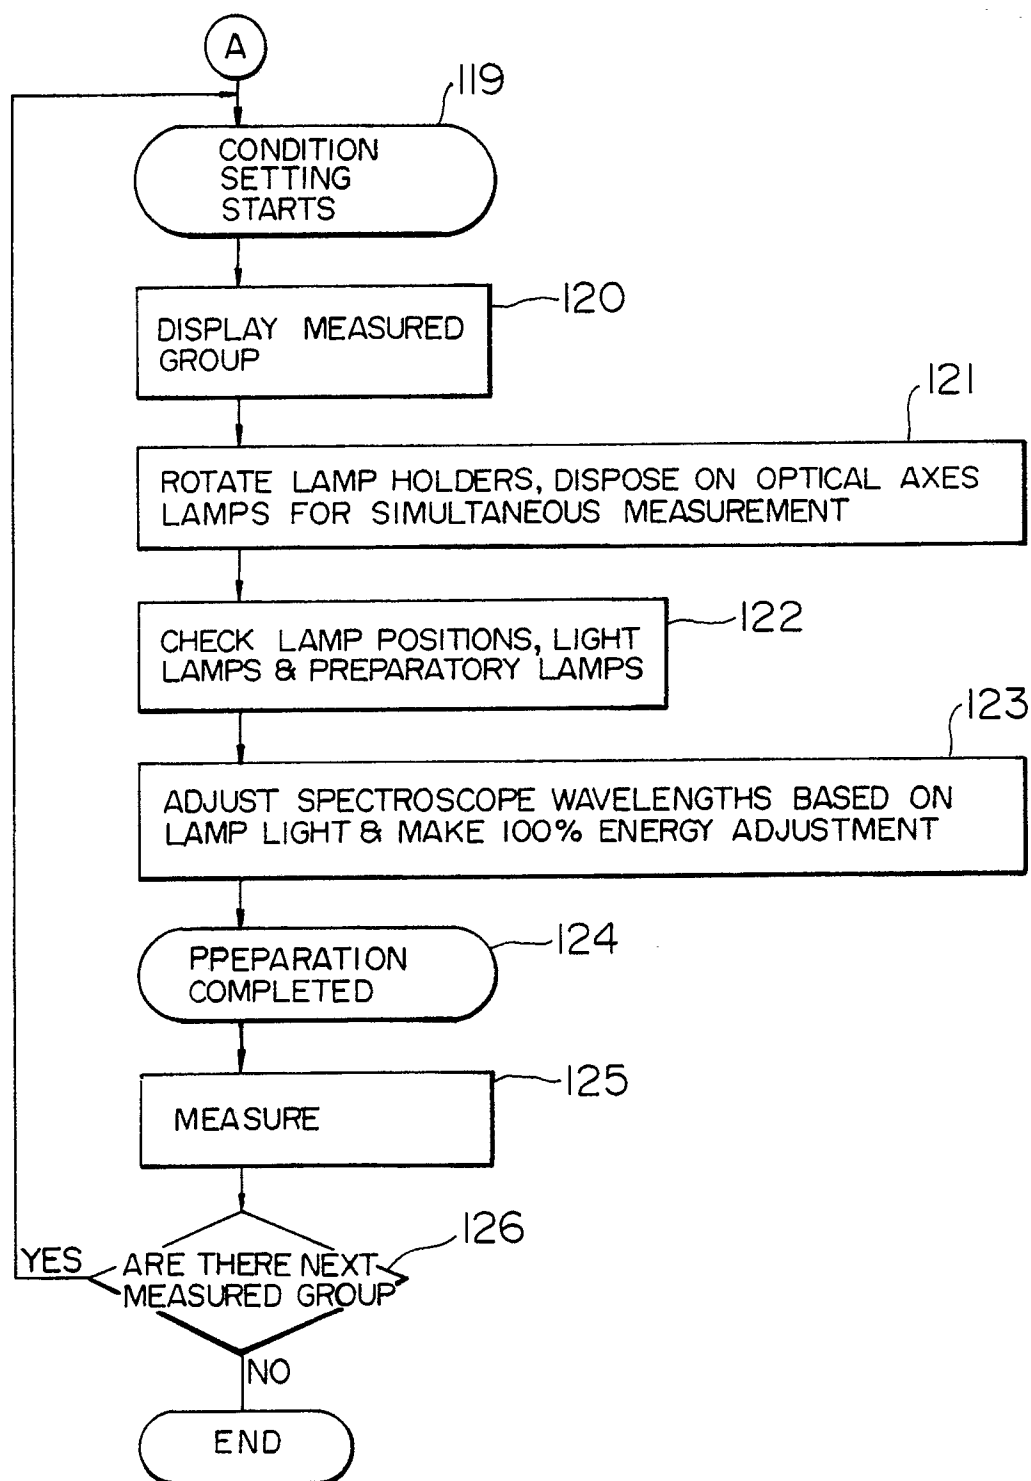 A
119
CONDITION
SETTING
STARTS
120
DISPLAY MEASURED
GROUP
121
ROTATE LAMP HOLDERS, DISPOSE ON OPTICAL AXES
LAMPS FOR SIMULTANEOUS MEASUREMENT
122
CHECK LAMP POSITIONS, LIGHT
LAMPS & PREPARATORY LAMPS
123
ADJUST SPECTROSCOPE WAVELENGTHS BASED ON
LAMP LIGHT & MAKE 100% ENERGY ADJUSTMENT
124
PPEPARATION
COMPLETED
125
MEASURE
126
YES
ARE THERE NEXT
MEASURED GROUP
NO
END